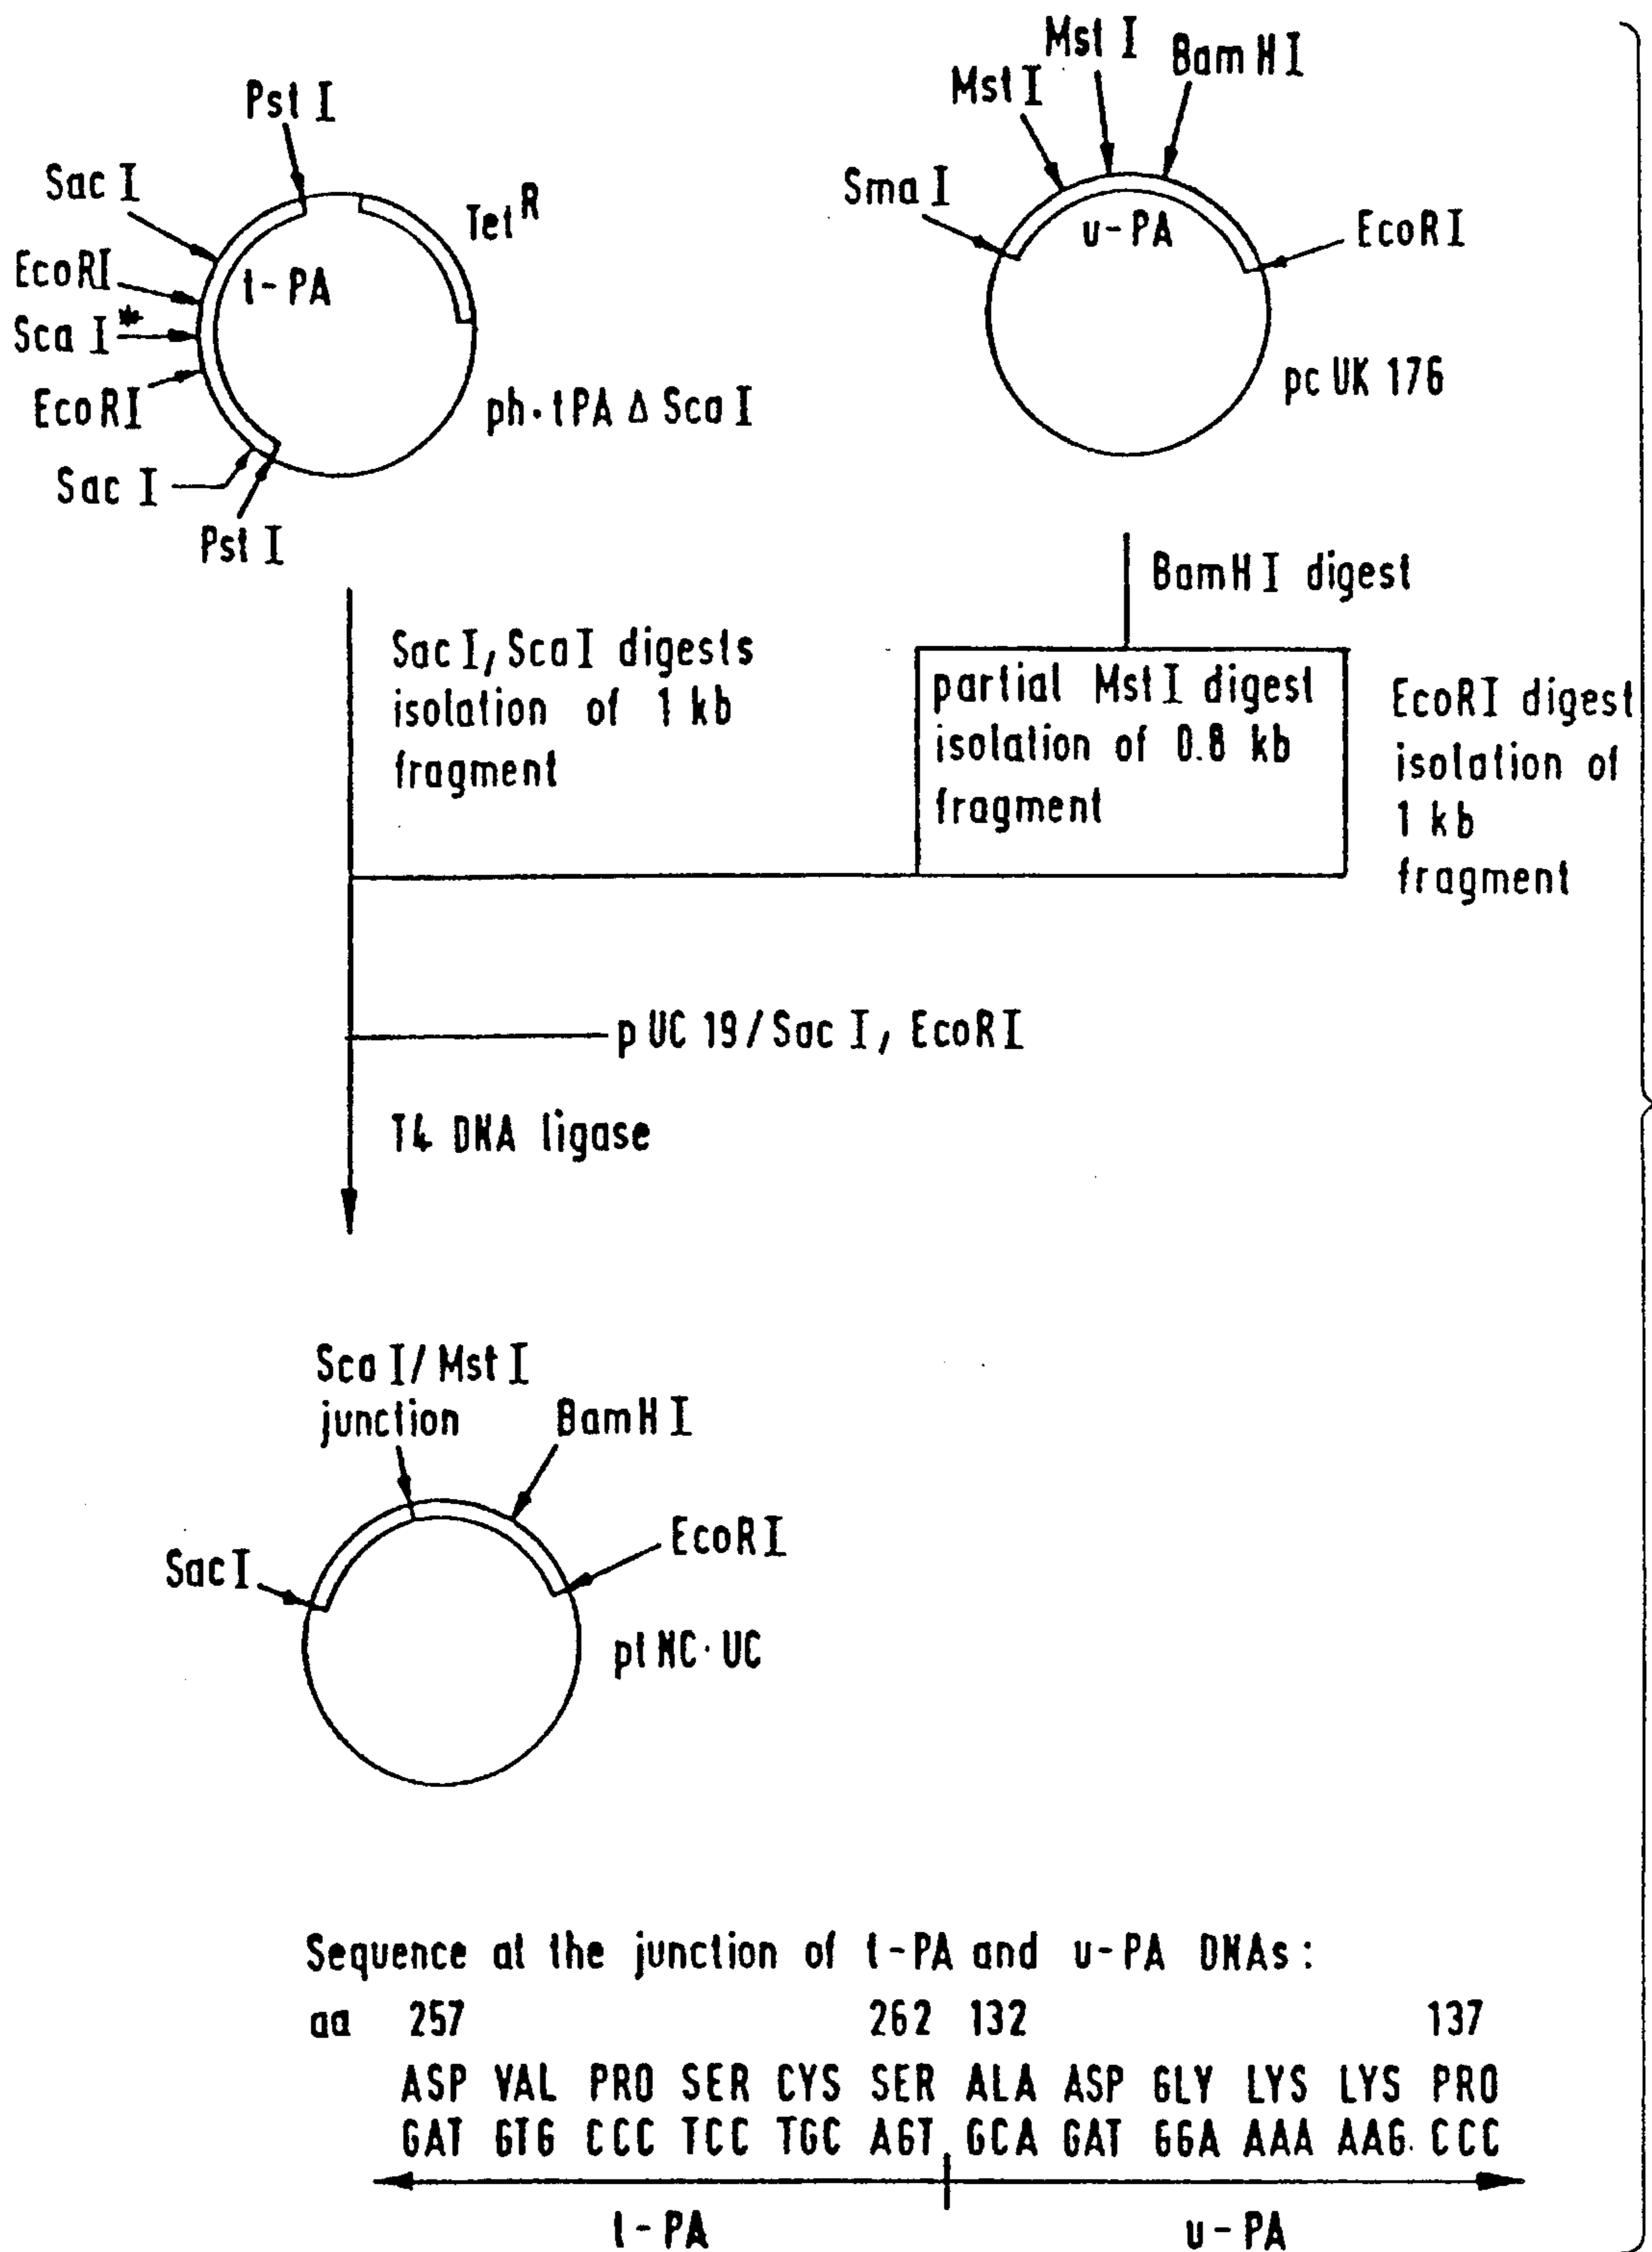 Pst I
Sac I
EcoRI
Sca I*
EcoRI
Sac I
Pst I
t-PA
Tet R
ph·tPA Δ Sca I
Mst I
Mst I
BamHI
Sma I
u-PA
EcoRI
pc UK 176
Sac I, Sca I digests
isolation of 1 kb
fragment
BamHI digest
partial Mst I digest
isolation of 0.8 kb
fragment
EcoRI digest
isolation of
1 kb
fragment
pUC 19/Sac I, EcoRI
T4 DNA ligase
Sca I/Mst I
junction
BamHI
Sac I
EcoRI
pt NC·UC
Sequence at the junction of t-PA and u-PA DNAs:
aa 257 262 132 137
ASP VAL PRO SER CYS SER ALA ASP GLY LYS LYS PRO
GAT GTG CCC TCC TGC AGT GCA GAT GGA AAA AAG CCC
t-PA u-PA